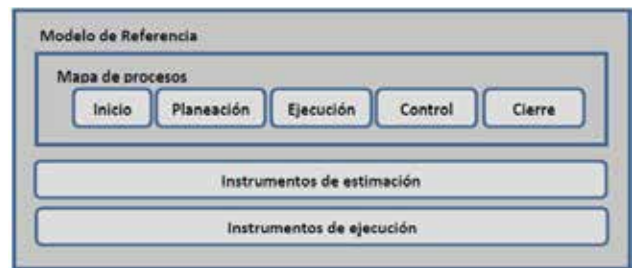 Modelo de Referencia
Mapa de procesos
Inicio Planeación Ejecución Control Cierre
Instrumentos de estimación
Instrumentos de ejecución